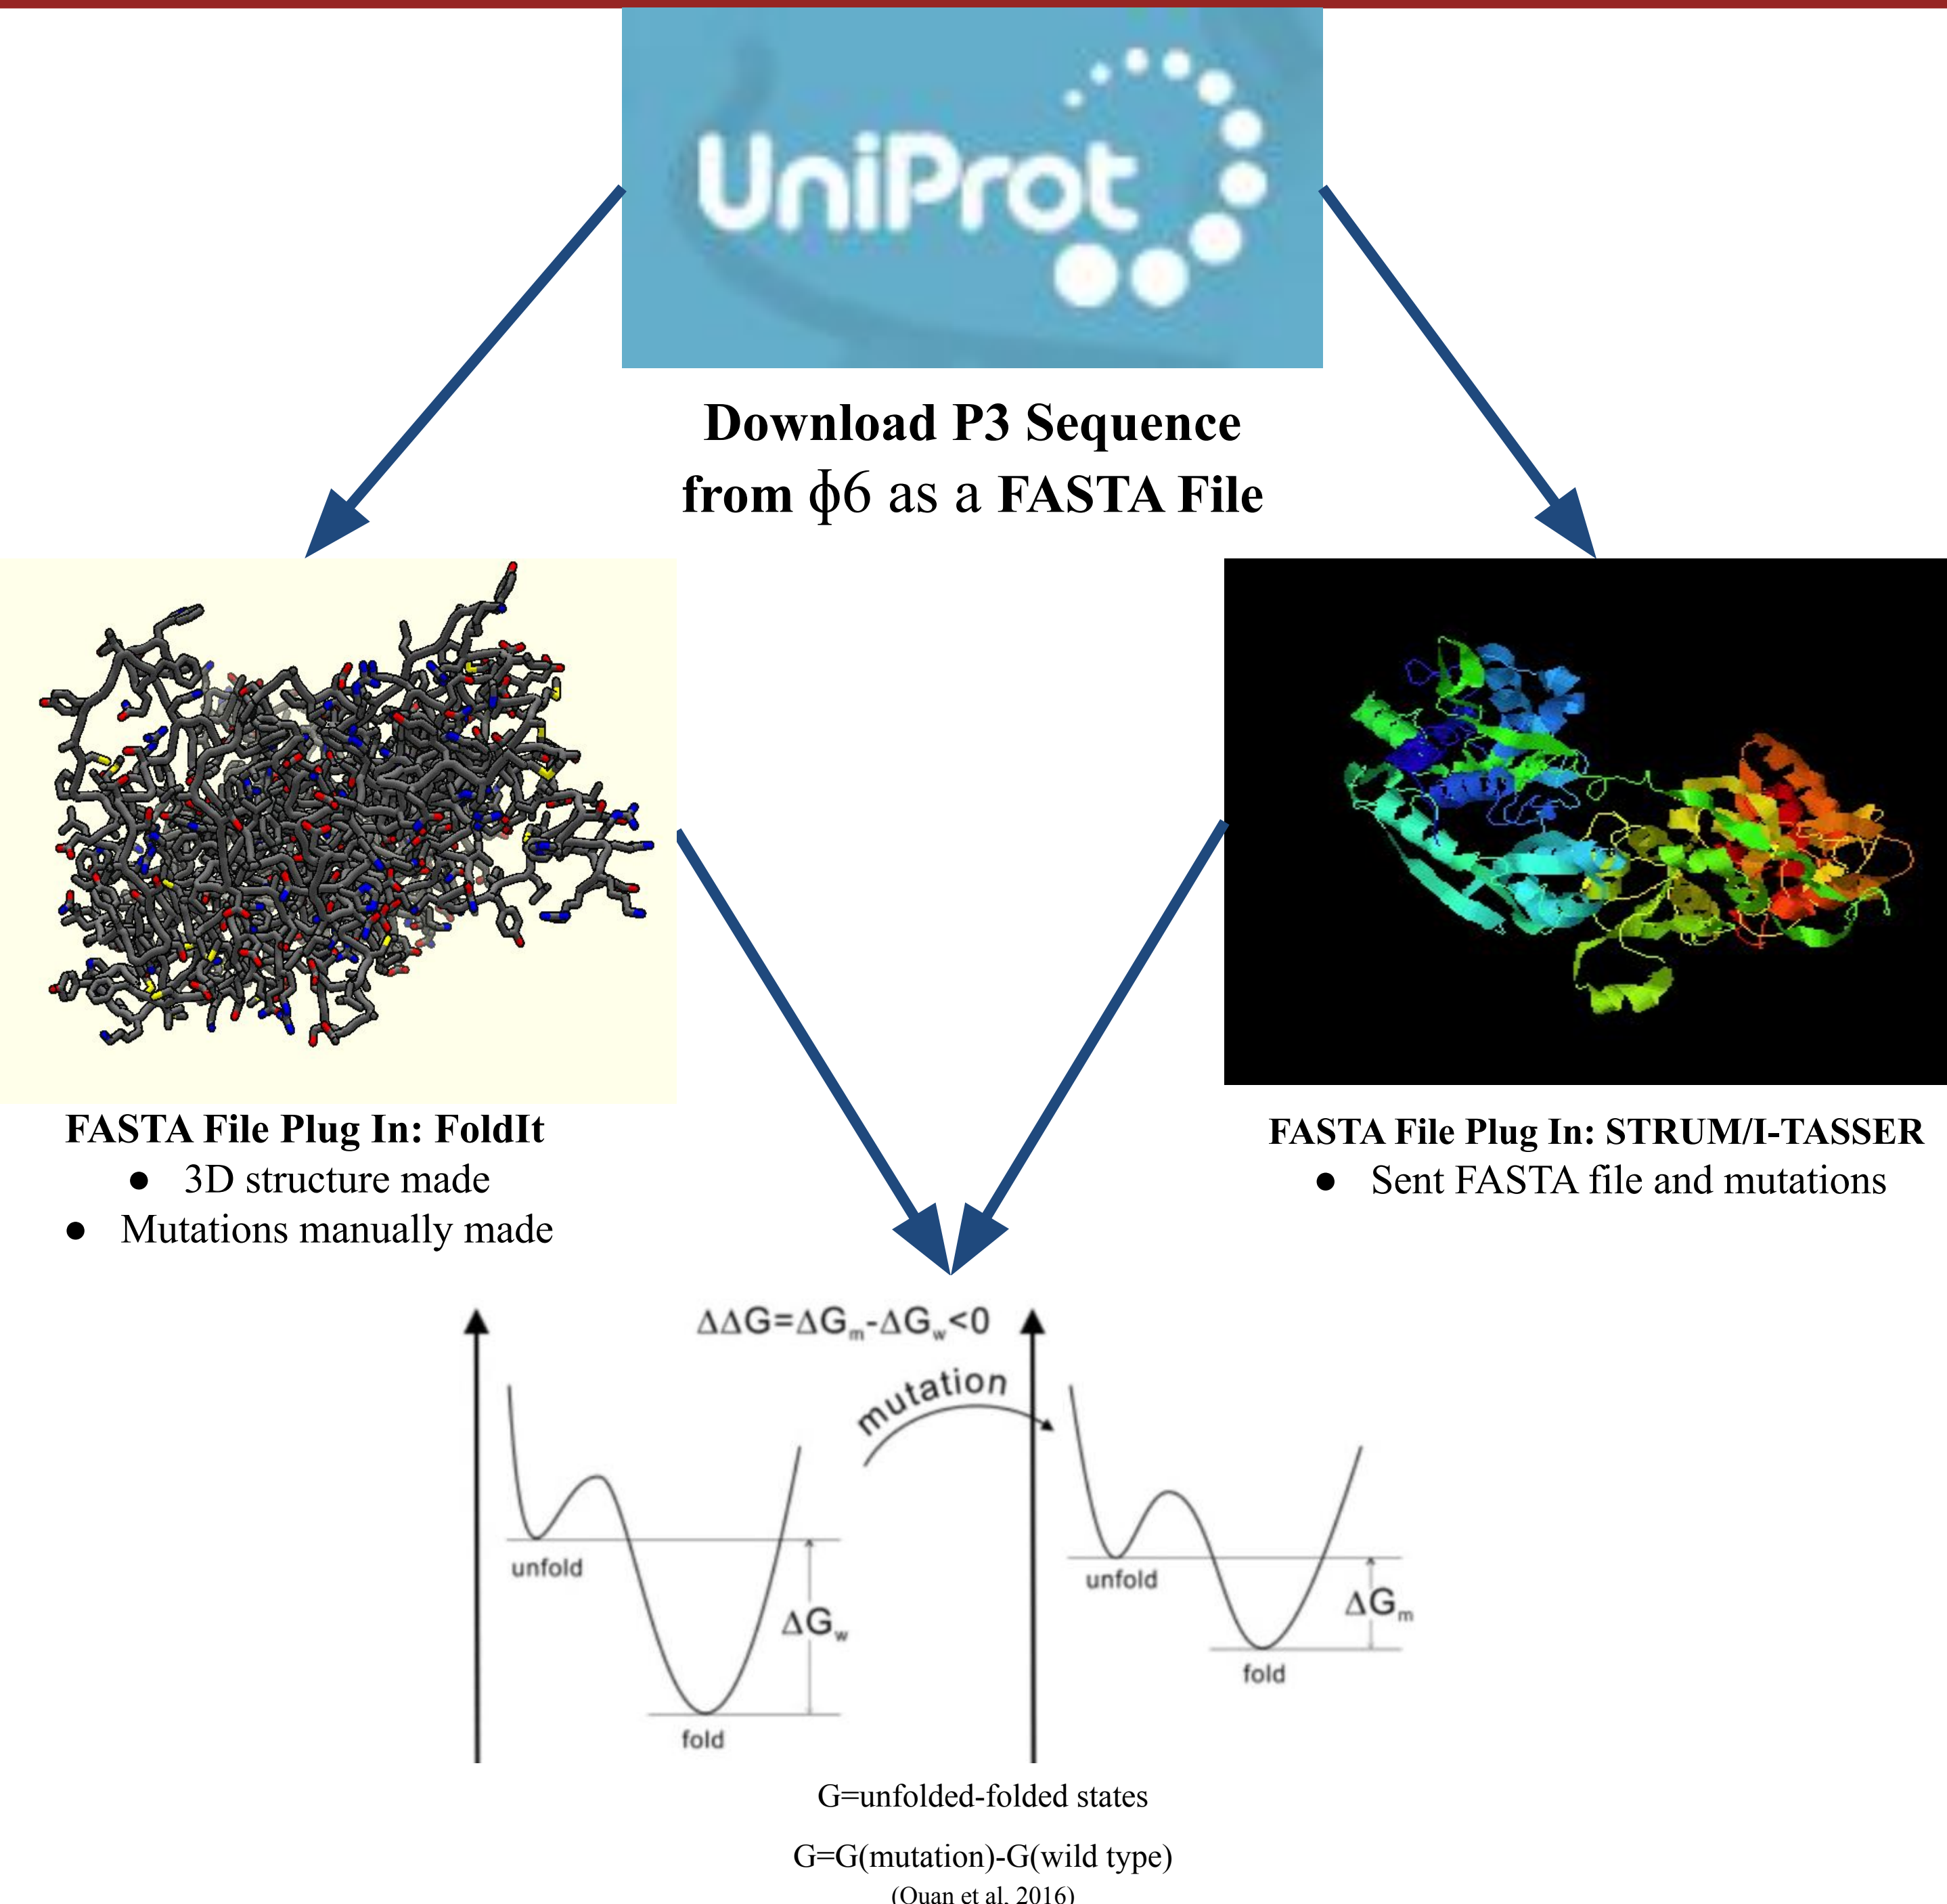 UniProt
Download P3 Sequence
from ϕ6 as a FASTA File
FASTA File Plug In: FoldIt
● 3D structure made
● Mutations manually made
FASTA File Plug In: STRUM/I-TASSER
● Sent FASTA file and mutations
ΔΔG=ΔGm-ΔGw<0
mutation
unfold
ΔGw
fold
unfold
ΔGm
fold
G=unfolded-folded states
G=G(mutation)-G(wild type)
(Quan et al, 2016)